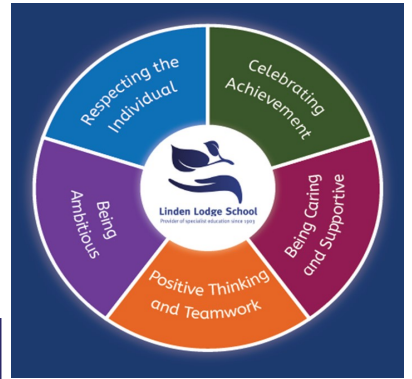 Respecting the
Individual
Celebrating
Achievement
Being Caring
and Supportive
Positive Thinking
and Teamwork
Being
Ambitious
Linden Lodge School
Provider of specialist education since 1903